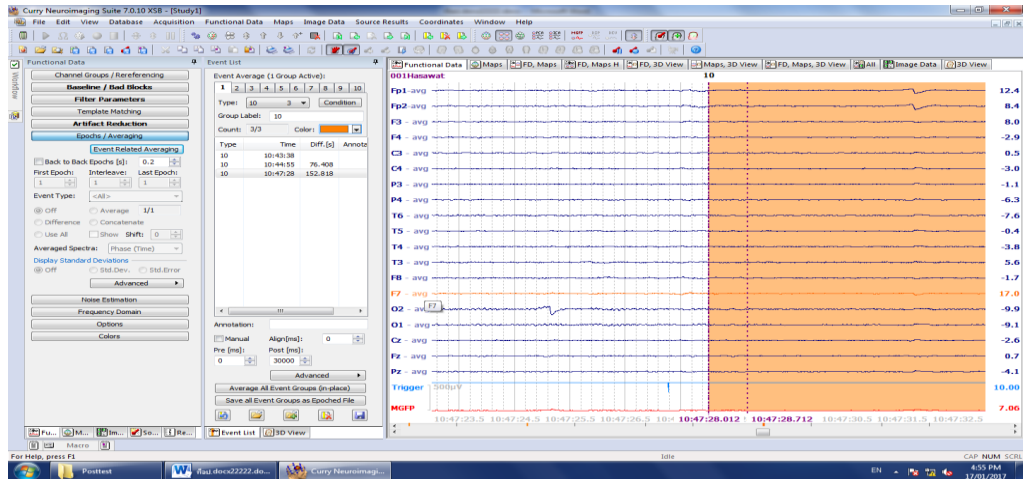 Curry Neuroimaging Suite 7.0.10 XSB - [Study1]
File Edit View Database Acquisition Functional Data Maps Image Data Source Results Coordinates Window Help
Workflow
Functional Data
Channel Groups / Rereferencing
Baseline / Bad Blocks
Filter Parameters
Template Matching
Artifact Reduction
Epochs / Averaging
Event Related Averaging
Back to Back Epochs [s]: 0.2
First Epoch: Interleave: Last Epoch:
1 1 1
Event Type: <All>
Off Average 1/1
Difference Concatenate
Use All Show Shift: 0
Averaged Spectra: Phase (Time)
Display Standard Deviations
Off Std.Dev. Std.Error
Advanced
Noise Estimation
Frequency Domain
Options
Colors
Fu... M... Im... So... Re...
Event List
Event Average (1 Group Active):
1 2 3 4 5 6 7 8 9 10
Type: 10 3 Condition
Group Label: 10
Count: 3/3 Color:
Type Time Diff.[s] Annota
10 10:43:38
10 10:44:55 76.408
10 10:47:28 152.818
Annotation:
Manual Align[ms]: 0
Pre [ms]: Post [ms]:
0 30000
Advanced
Average All Event Groups (in-place)
Save all Event Groups as Epoched File
Event List 3D View
Functional Data Maps FD, Maps FD, Maps H FD, 3D View Maps, 3D View FD, Maps, 3D View All Image Data 3D View
001Hasawat 10
Fp1-avg 12.4
Fp2-avg 8.4
F3 - avg 8.0
F4 - avg -2.9
C3 - avg 0.5
C4 - avg -3.0
P3 - avg -1.1
P4 - avg -6.3
T6 - avg -7.6
T5 - avg -0.4
T4 - avg -3.8
T3 - avg 5.6
F8 - avg -1.7
F7 - avg 17.0
F7
O2 - av -9.9
O1 - avg -9.1
Cz - avg -2.6
Fz - avg 0.7
Pz - avg -4.1
Trigger 500µV 10.00
MGFP 7.06
10:47:23.5 10:47:24.5 10:47:25.5 10:47:26.5 10:4 10:47:28.012 10:47:28.712 10:47:30.5 10:47:31.5 10:47:32.5
Macro
For Help, press F1 Idle CAP NUM SCRL
Posttest
Curry Neuroimagi...
EN 4:55 PM
17/01/2017